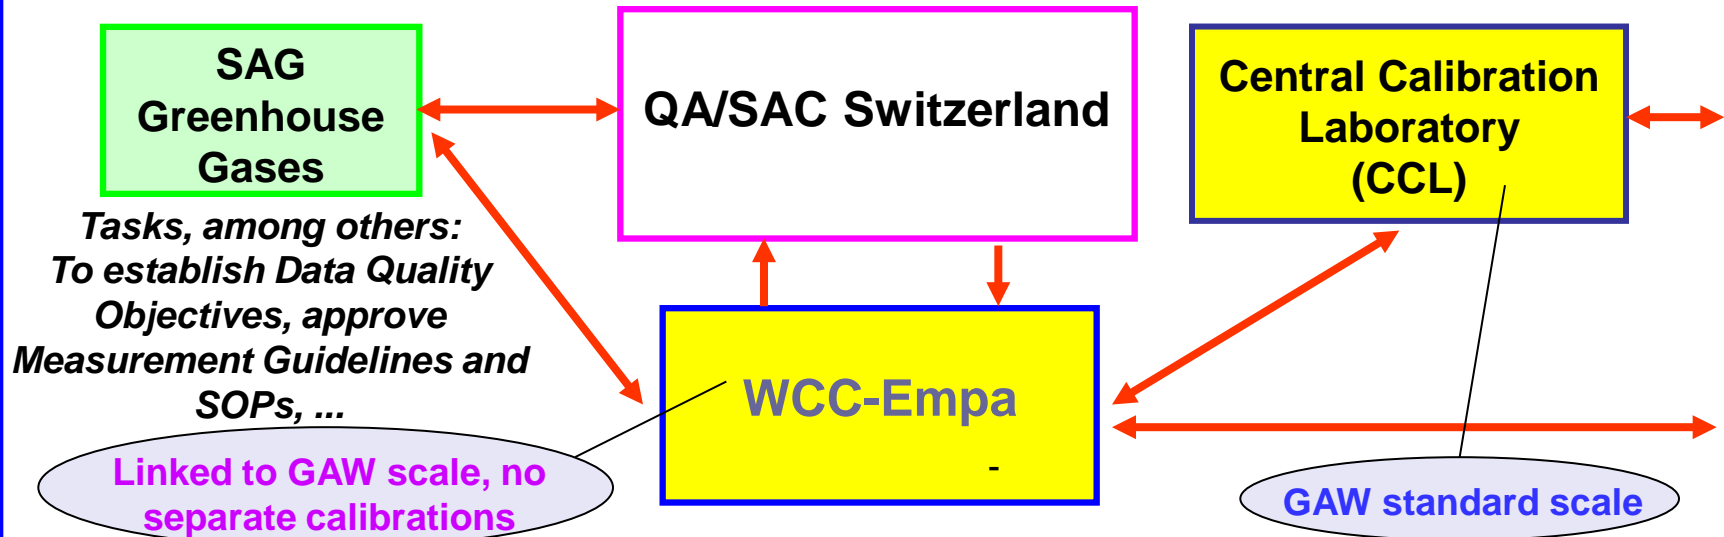 SAG
Greenhouse
Gases
QA/SAC Switzerland
Central Calibration
Laboratory
(CCL)
Tasks, among others:
To establish Data Quality
Objectives, approve
Measurement Guidelines and
SOPs, ...
WCC-Empa
-
Linked to GAW scale, no
separate calibrations
GAW standard scale